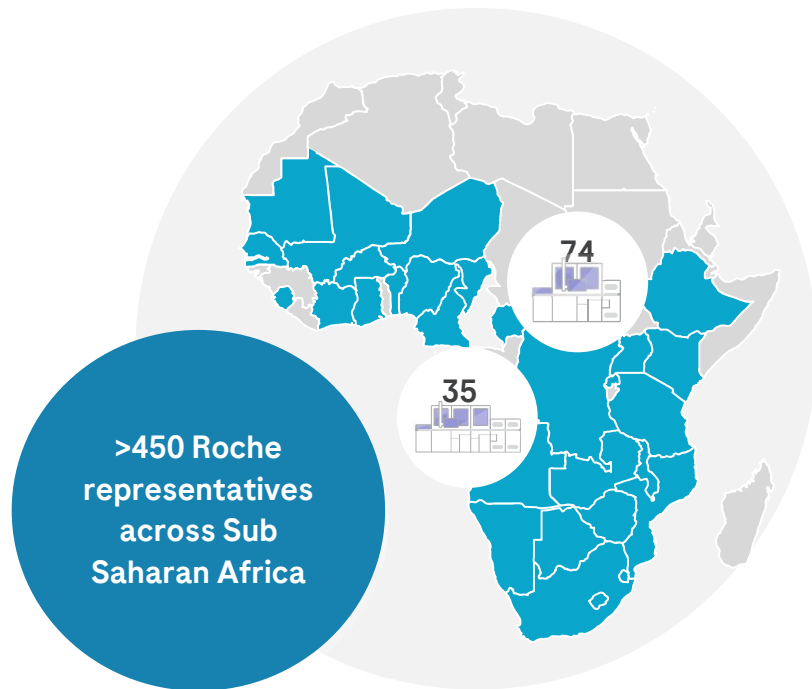 74
35
>450 Roche
representatives
across Sub
Saharan Africa